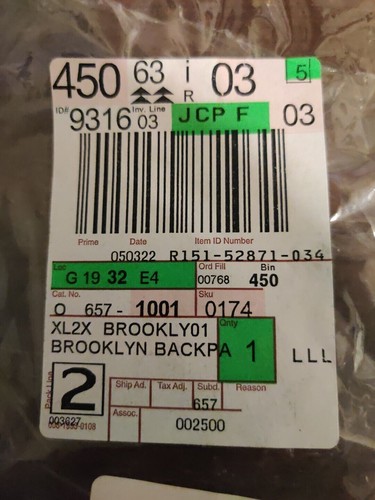 450 63 i 03 5
R
ID# 9316 Inv. Line 03 JCP F 03
Prime Date Item ID Number
050322 R151-52871-034
Loc G 19 32 E4 Ord Fill 00768 Bin 450
Cat. No. Sku
O 657 - 1001 0174
XL2X BROOKLY01 Qnty
BROOKLYN BACKPA 1 LLL
Pack Line 2 Ship Ad. Tax Adj. Subd. Reason
657
003627 Assoc. 002500